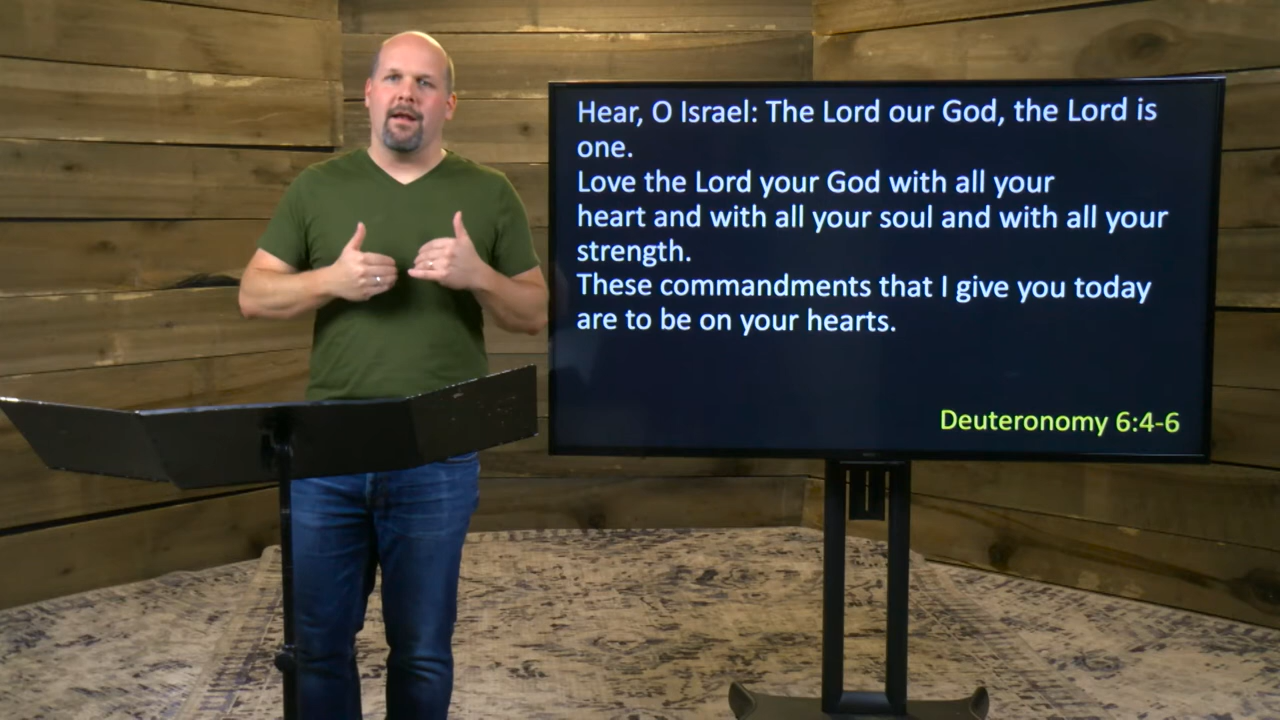 Hear, O Israel: The Lord our God, the Lord is
one.
Love the Lord your God with all your
heart and with all your soul and with all your
strength.
These commandments that I give you today
are to be on your hearts.
Deuteronomy 6:4-6